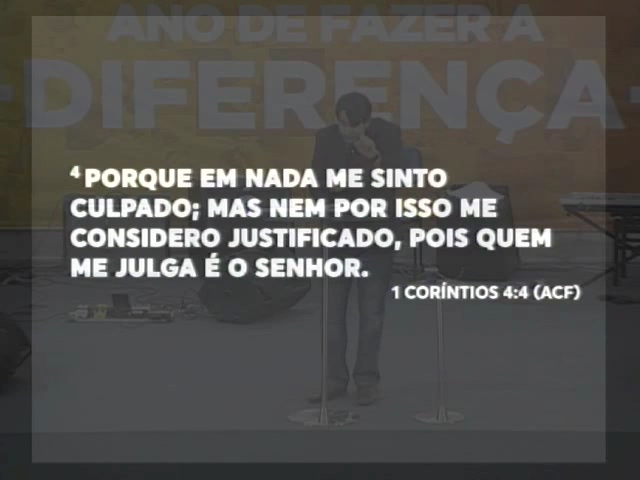 ANO DE FAZER A
DIFERENÇA
4 PORQUE EM NADA ME SINTO
CULPADO; MAS NEM POR ISSO ME
CONSIDERO JUSTIFICADO, POIS QUEM
ME JULGA É O SENHOR.
1 CORÍNTIOS 4:4 (ACF)